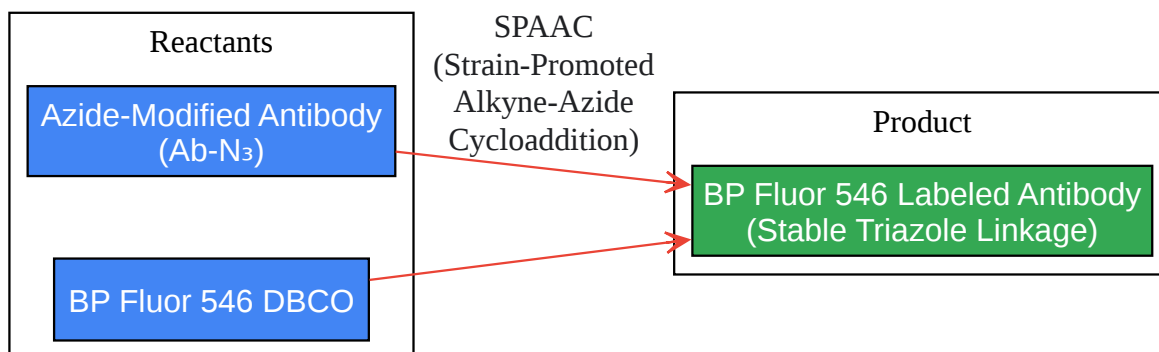 Reactants
Azide-Modified Antibody
(Ab-N₃)
BP Fluor 546 DBCO
SPAAC
(Strain-Promoted
Alkyne-Azide
Cycloaddition)
Product
BP Fluor 546 Labeled Antibody
(Stable Triazole Linkage)